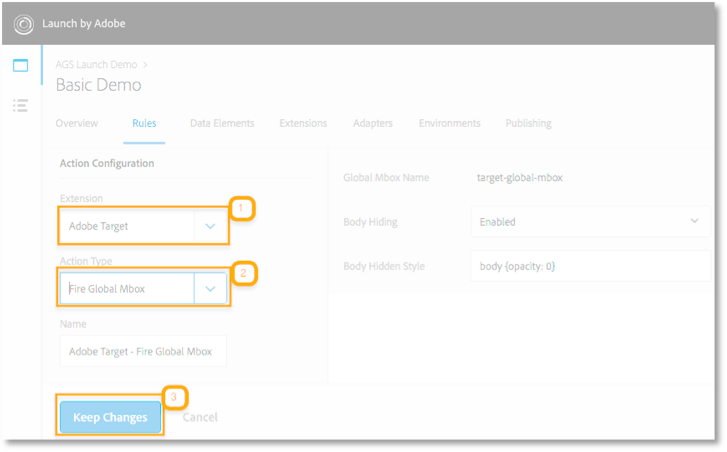 Launch by Adobe
AGS Launch Demo >
Basic Demo
Overview Rules Data Elements Extensions Adapters Environments Publishing
Action Configuration
Extension
1
Adobe Target
Action Type
2
Fire Global Mbox
Name
Adobe Target - Fire Global Mbox
3
Keep Changes Cancel
Global Mbox Name target-global-mbox
Body Hiding Enabled
Body Hidden Style body {opacity: 0}